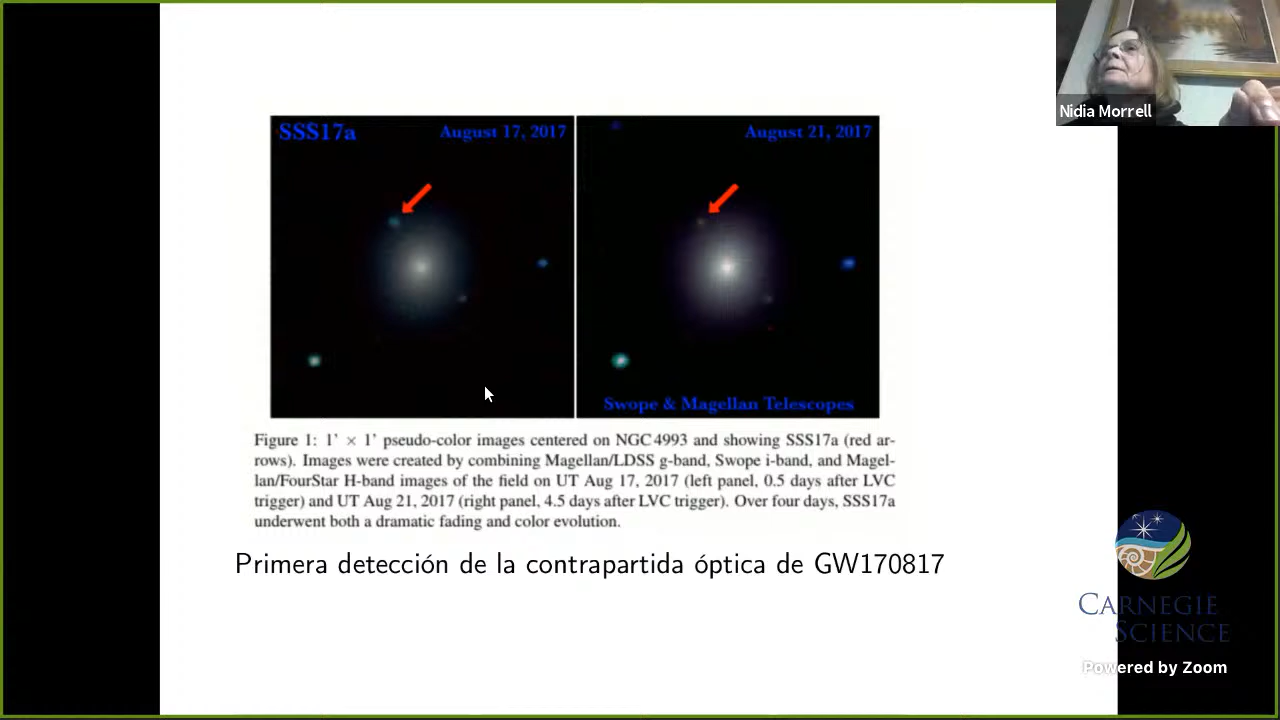 Nidia Morrell
SSS17a
August 17, 2017
August 21, 2017
Swope & Magellan Telescopes
Figure 1: 1' × 1' pseudo-color images centered on NGC 4993 and showing SSS17a (red ar-
rows). Images were created by combining Magellan/LDSS g-band, Swope i-band, and Magel-
lan/FourStar H-band images of the field on UT Aug 17, 2017 (left panel, 0.5 days after LVC
trigger) and UT Aug 21, 2017 (right panel, 4.5 days after LVC trigger). Over four days, SSS17a
underwent both a dramatic fading and color evolution.
Primera detección de la contrapartida óptica de GW170817
CARNEGIE
SCIENCE
Powered by Zoom